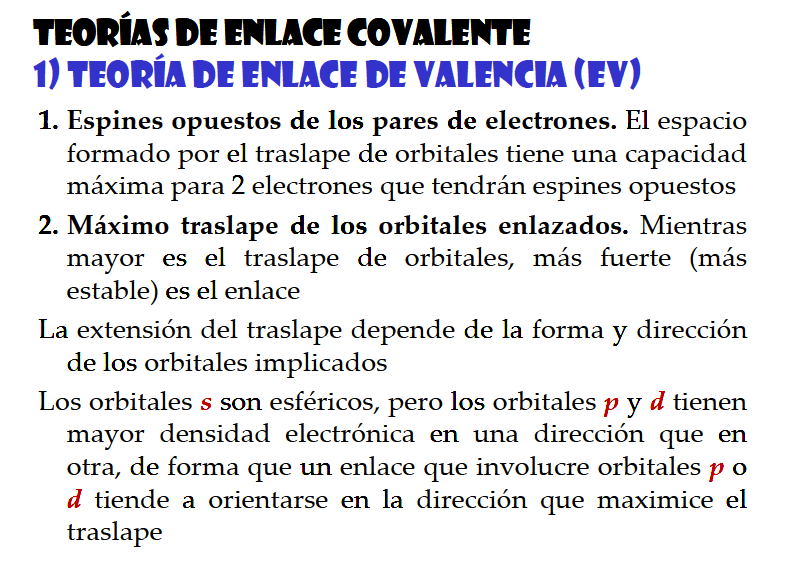 TEORÍAS DE ENLACE COVALENTE
1) TEORÍA DE ENLACE DE VALENCIA (EV)
1. Espines opuestos de los pares de electrones. El espacio
formado por el traslape de orbitales tiene una capacidad
máxima para 2 electrones que tendrán espines opuestos
2. Máximo traslape de los orbitales enlazados. Mientras
mayor es el traslape de orbitales, más fuerte (más
estable) es el enlace
La extensión del traslape depende de la forma y dirección
de los orbitales implicados
Los orbitales s son esféricos, pero los orbitales p y d tienen
mayor densidad electrónica en una dirección que en
otra, de forma que un enlace que involucre orbitales p o
d tiende a orientarse en la dirección que maximice el
traslape